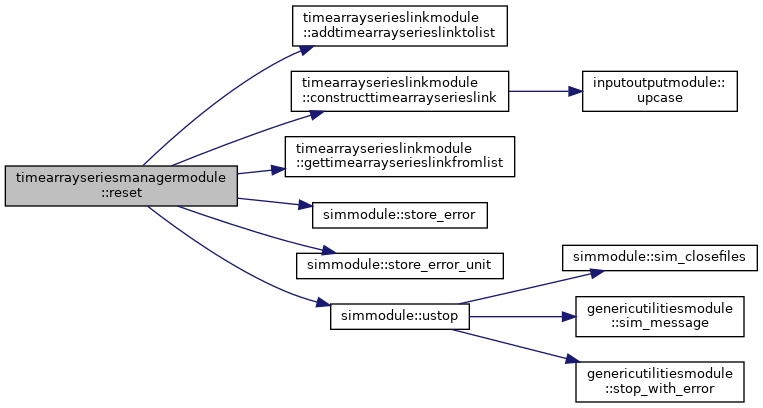 timearrayserieslinkmodule
::addtimearrayserieslinktolist
timearrayserieslinkmodule
::constructtimearrayserieslink
inputoutputmodule::
upcase
timearrayserieslinkmodule
::gettimearrayserieslinkfromlist
timearrayseriesmanagermodule
::reset
simmodule::store_error
simmodule::store_error_unit
simmodule::sim_closefiles
simmodule::ustop
genericutilitiesmodule
::sim_message
genericutilitiesmodule
::stop_with_error